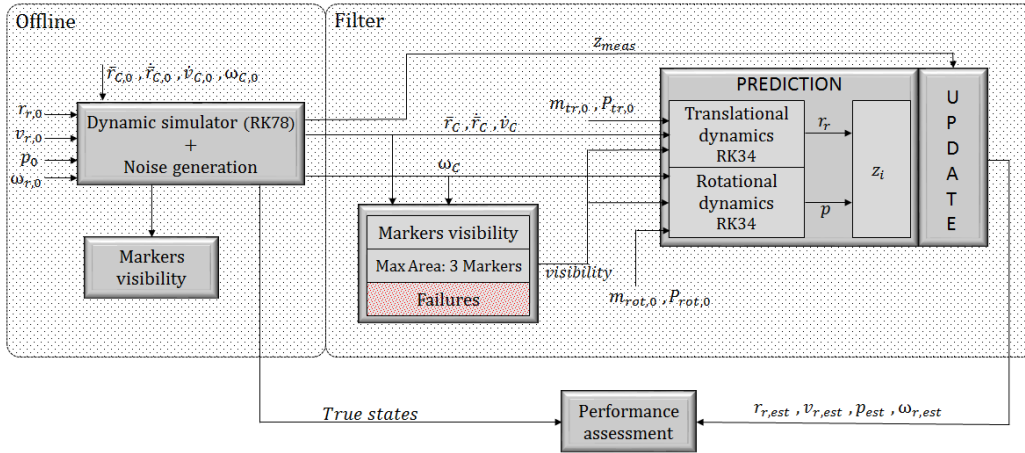 Offline
Filter
z_meas
r̄_C,0 , ṙ̄_C,0 , v̇_C,0 , ω_C,0
r_r,0
v_r,0
p_0
ω_r,0
Dynamic simulator (RK78)
+
Noise generation
Markers
visibility
r̄_C , ṙ̄_C , v̇_C
ω_C
Markers visibility
Max Area: 3 Markers
Failures
visibility
m_tr,0 , P_tr,0
m_rot,0 , P_rot,0
PREDICTION
Translational
dynamics
RK34
Rotational
dynamics
RK34
r_r
p
z_i
U
P
D
A
T
E
True states
Performance
assessment
r_r,est , v_r,est , p_est , ω_r,est